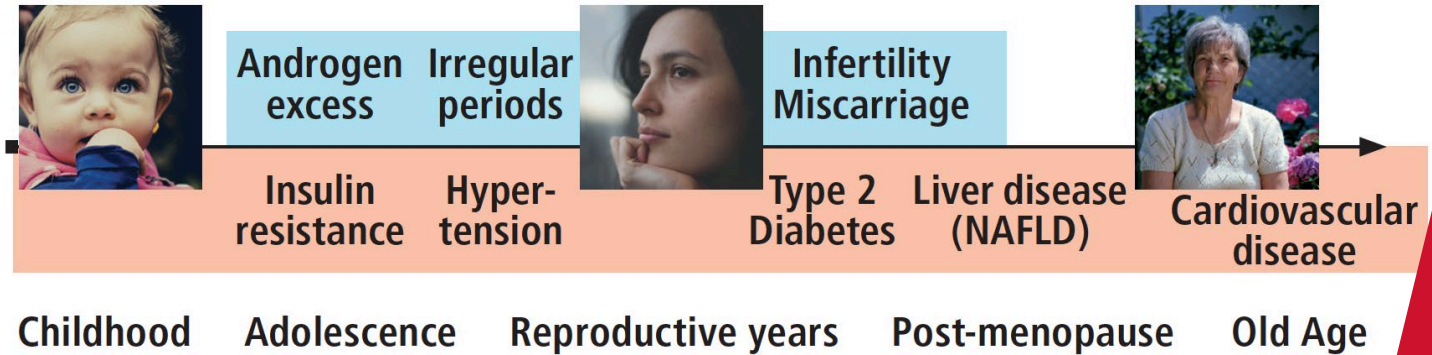 Androgen excess
Irregular periods
Infertility
Miscarriage
Insulin resistance
Hyper-tension
Type 2 Diabetes
Liver disease (NAFLD)
Cardiovascular disease
Childhood
Adolescence
Reproductive years
Post-menopause
Old Age